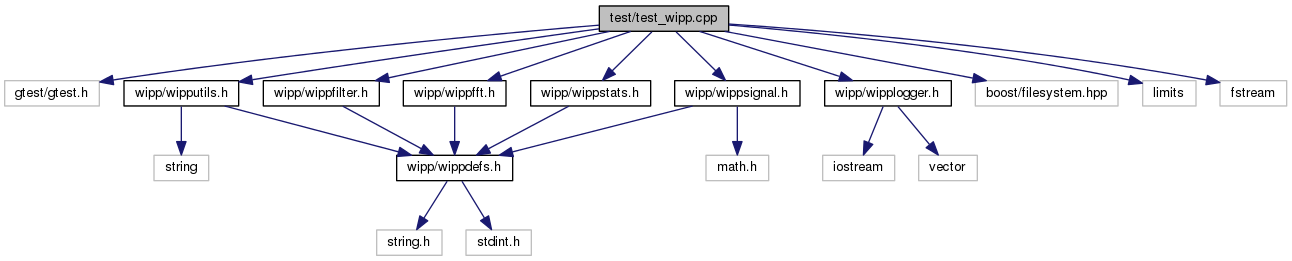 test/test_wipp.cpp
gtest/gtest.h
wipp/wipputils.h
wipp/wippfilter.h
wipp/wippfft.h
wipp/wippstats.h
wipp/wippsignal.h
wipp/wipplogger.h
boost/filesystem.hpp
limits
fstream
string
wipp/wippdefs.h
math.h
iostream
vector
string.h
stdint.h